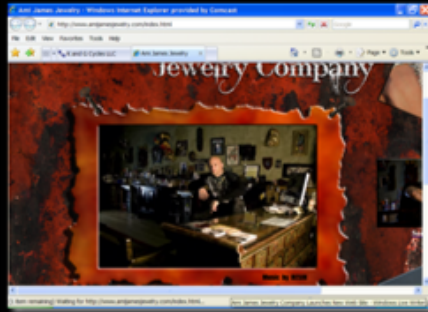 Ami James Jewelry - Windows Internet Explorer provided by Comcast
http://www.amijamesjewelry.com/index.html
Google
File Edit View Favorites Tools Help
Ami James Jewelry
Page Tools
Jewelry Company
(1 item remaining) Waiting for http://www.amijamesjewelry.com/index.html...
Ami James Jewelry Company Launches New Web Site - Windows Live Writer